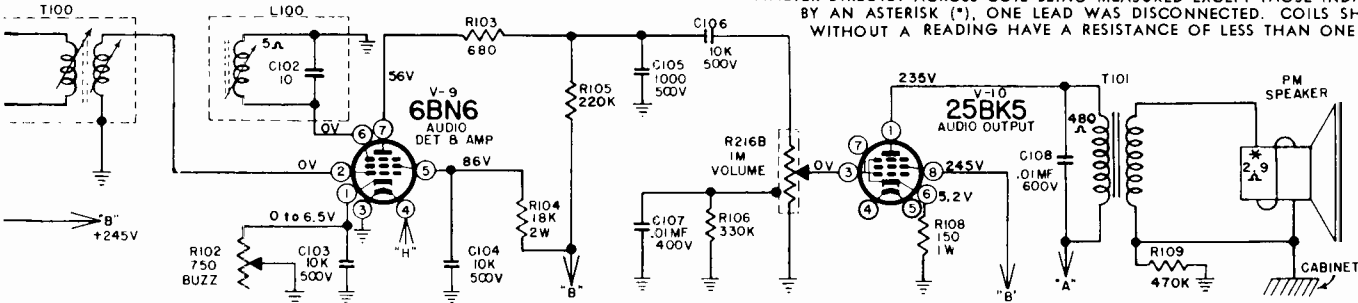 BY AN ASTERISK (*), ONE LEAD WAS DISCONNECTED. COILS SH
WITHOUT A READING HAVE A RESISTANCE OF LESS THAN ONE
T100
L100
5Ω
C102
10
R103
680
56V
V-9
6BN6
AUDIO
DET & AMP
0V
6
7
0V
2
5
86V
1
3
4
0 to 6.5V
"B"
+245V
R102
750
BUZZ
C103
10K
500V
"H"
C104
10K
500V
R104
18K
2W
R105
220K
"B"
C105
1000
500V
C106
10K
500V
R216B
1M
VOLUME
C107
.01MF
400V
R106
330K
235V
V-10
25BK5
AUDIO OUTPUT
1
7
0V
3
8
245V
6
5.2V
4
5
R108
150
1W
"B"
C108
.01MF
600V
"A"
T101
480
Ω
PM
SPEAKER
*
2.9
Ω
R109
470K
CABINET